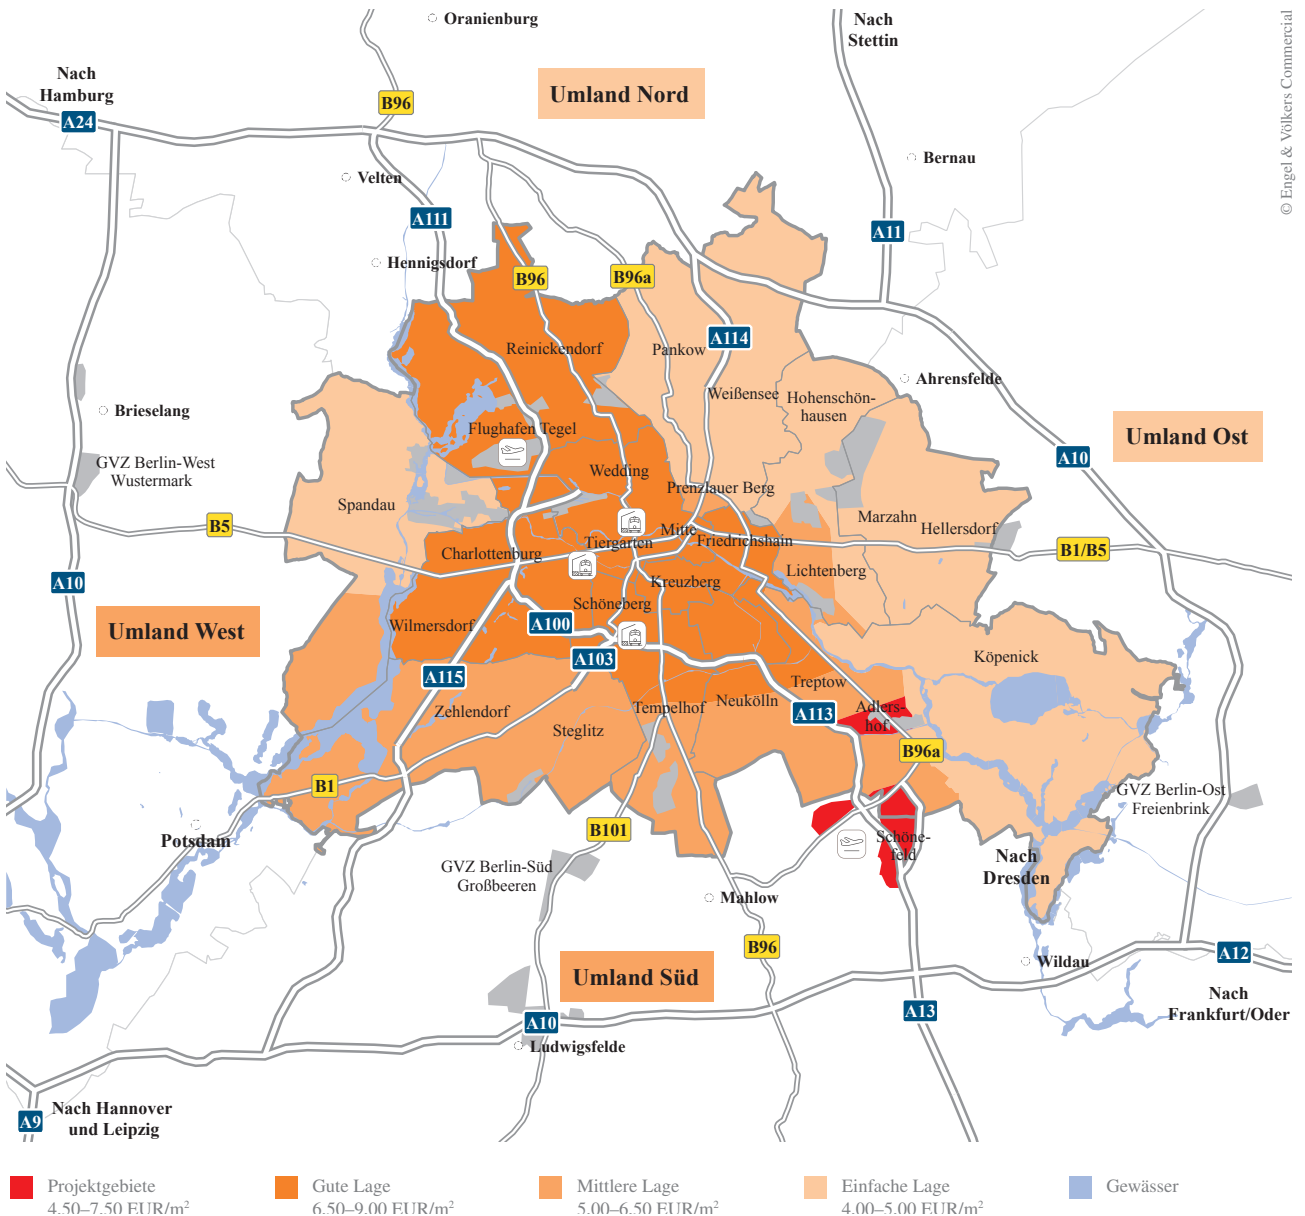 Oranienburg
Nach
Stettin
© Engel & Völkers Commercial
Nach
Hamburg
A24
B96
Umland Nord
Bernau
Velten
A111
A11
Hennigsdorf
B96
B96a
A114
Reinickendorf
Pankow
Ahrensfelde
Weißensee
Hohenschön-
hausen
Brieselang
Flughafen Tegel
Umland Ost
A10
GVZ Berlin-West
Wustermark
Wedding
Prenzlauer Berg
Spandau
Marzahn
Hellersdorf
B5
Mitte
Tiergarten
Friedrichshain
B1/B5
Charlottenburg
Lichtenberg
A10
Kreuzberg
Schöneberg
Umland West
Wilmersdorf
A100
A103
Köpenick
A115
Treptow
Neukölln
Tempelhof
Zehlendorf
A113
Adlers-
hof
Steglitz
B96a
B1
GVZ Berlin-Ost
Freienbrink
Potsdam
B101
Schöne-
feld
Nach
Dresden
GVZ Berlin-Süd
Großbeeren
Mahlow
B96
Wildau
A12
Umland Süd
Nach
Frankfurt/Oder
A13
A10
Ludwigsfelde
A9
Nach Hannover
und Leipzig
Projektgebiete
4,50–7,50 EUR/m²
Gute Lage
6,50–9,00 EUR/m²
Mittlere Lage
5,00–6,50 EUR/m²
Einfache Lage
4,00–5,00 EUR/m²
Gewässer